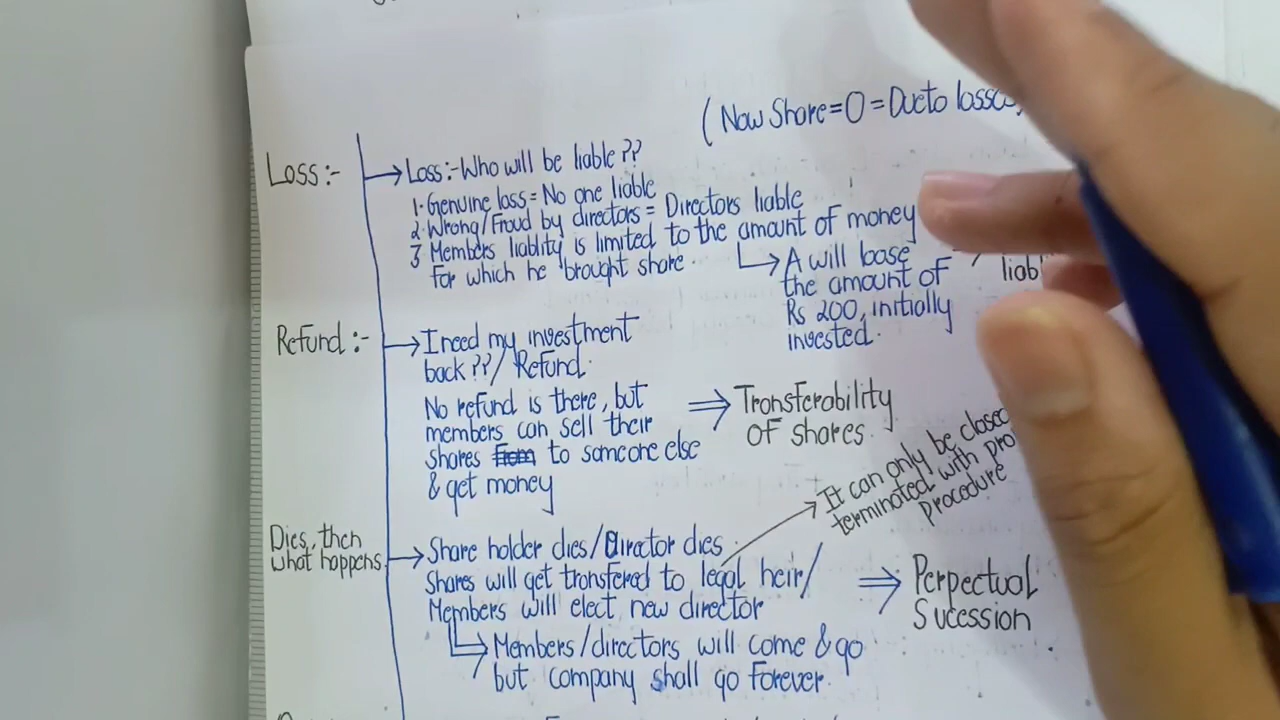 (Now Share=0=Due to losses
Loss:-
Loss:-Who will be liable??
1. Genuine loss= No one liable
2. Wrong/Fraud by directors = Directors liable
3 Members liablity is limited to the amount of money
for which he brought share.
A will loose
the amount of
Rs 200, initially
invested.
liabl
Refund:-
I need my investment
back??/ Refund.
No refund is there, but
members can sell their
shares from to someone else
& get money
Transferability
of shares.
It can only be closed
terminated with pro
procedure
Dies, then
what happens
Share holder dies/Director dies
Shares will get transfered to legal heir/
Members will elect new director
Perpectual
Sucession
Members/directors will come & go
but company shall go forever.